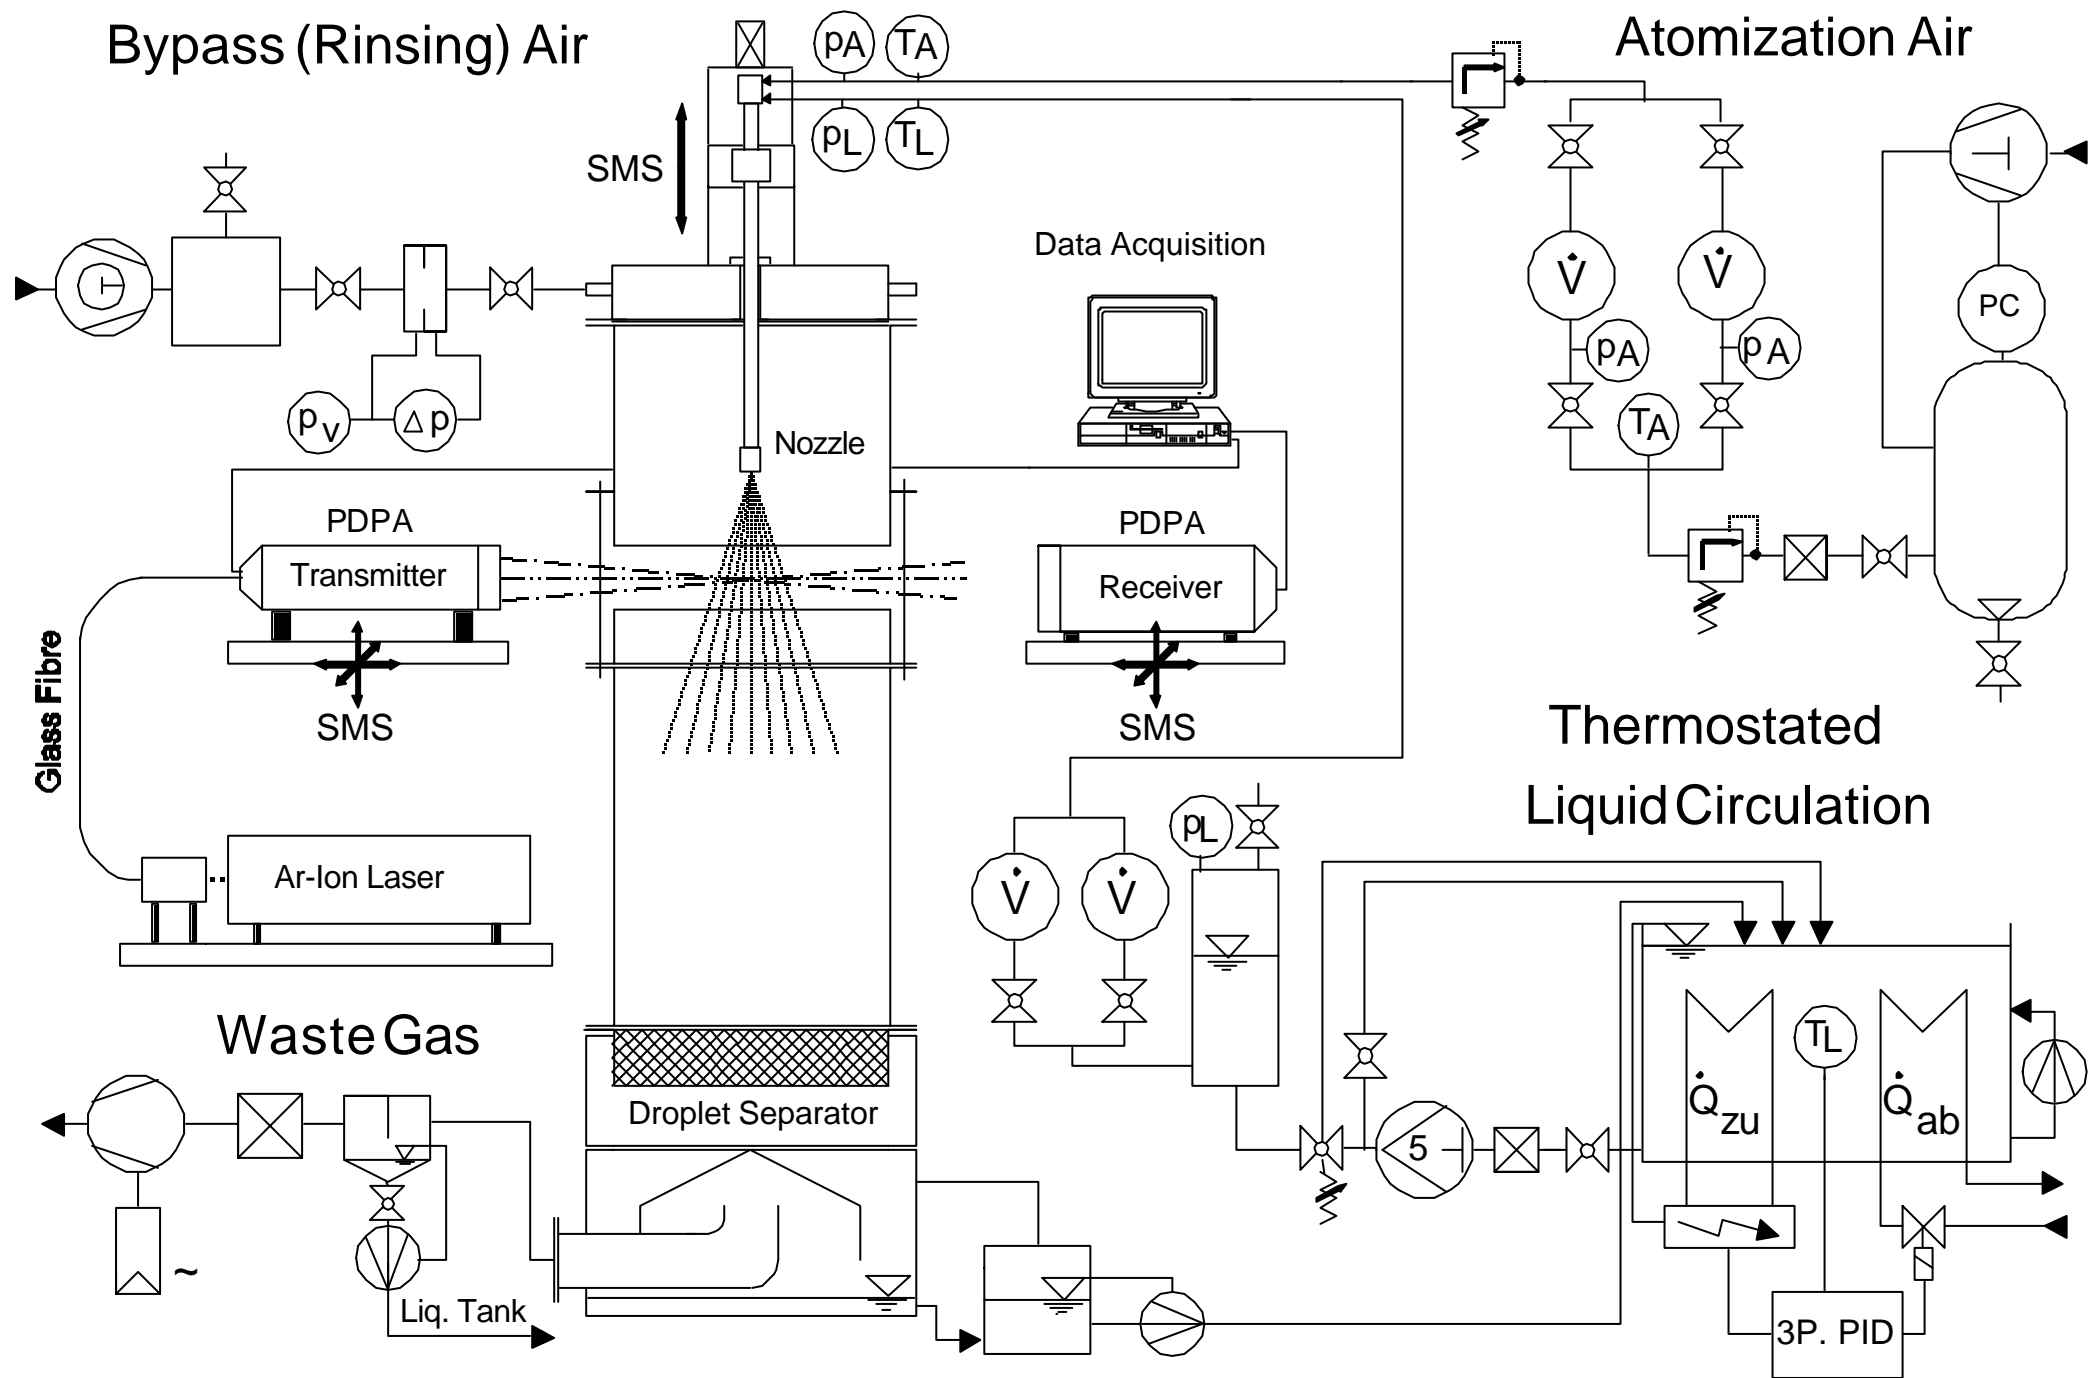 Bypass (Rinsing) Air
Atomization Air
pA
TA
pL
TL
SMS
Data Acquisition
V̇
V̇
PC
pA
pA
pv
Δp
TA
Nozzle
PDPA
Transmitter
PDPA
Receiver
SMS
SMS
Glass Fibre
Thermostated
Liquid Circulation
pL
V̇
V̇
Ar-Ion Laser
Waste Gas
TL
Q̇zu
Q̇ab
Droplet Separator
5
~
Liq. Tank
3P. PID